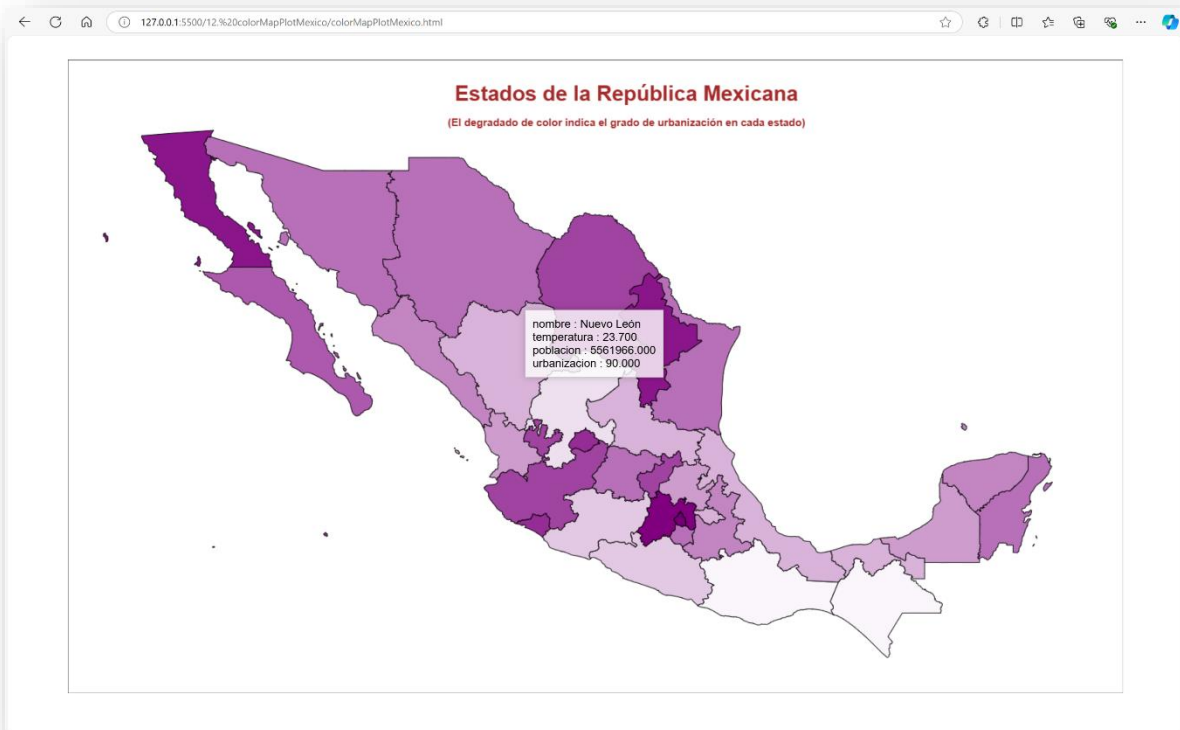 127.0.0.1:5500/12.%20colorMapPlotMexico/colorMapPlotMexico.html
Estados de la República Mexicana
(El degradado de color indica el grado de urbanización en cada estado)
nombre : Nuevo León
temperatura : 23.700
poblacion : 5561966.000
urbanizacion : 90.000